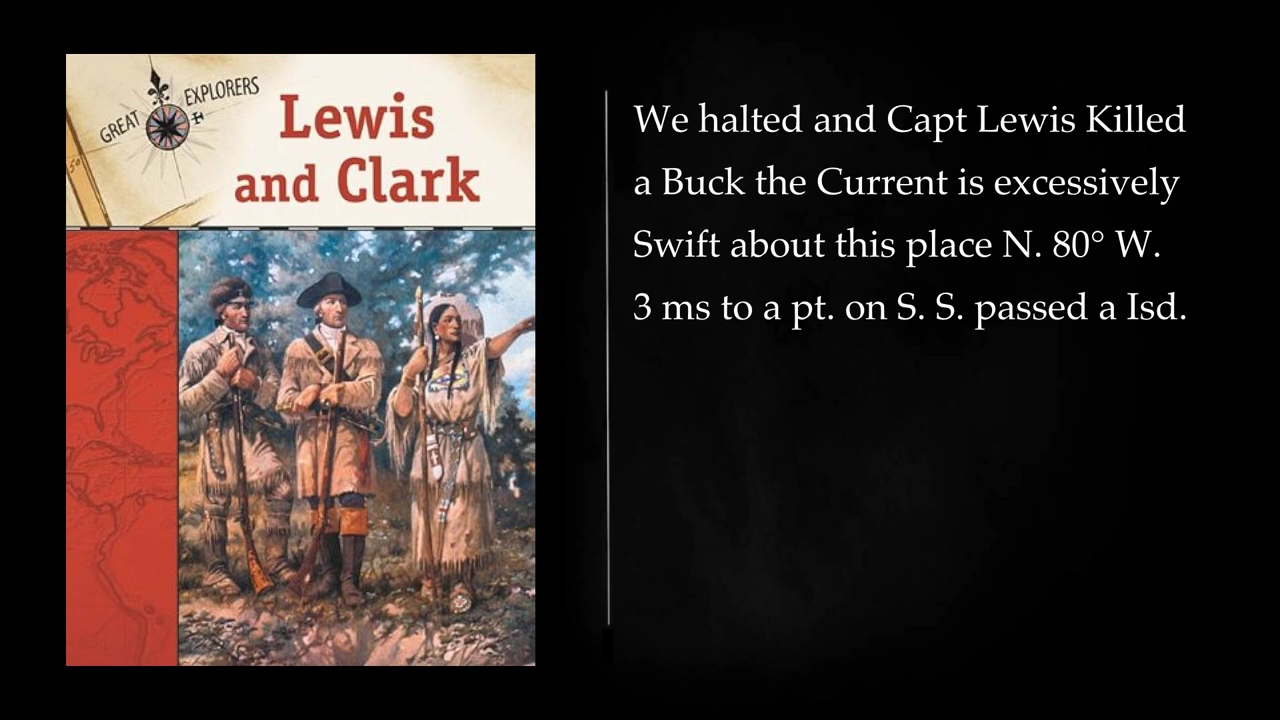 GREAT EXPLORERS
Lewis
and Clark
We halted and Capt Lewis Killed
a Buck the Current is excessively
Swift about this place N. 80° W.
3 ms to a pt. on S. S. passed a Isd.